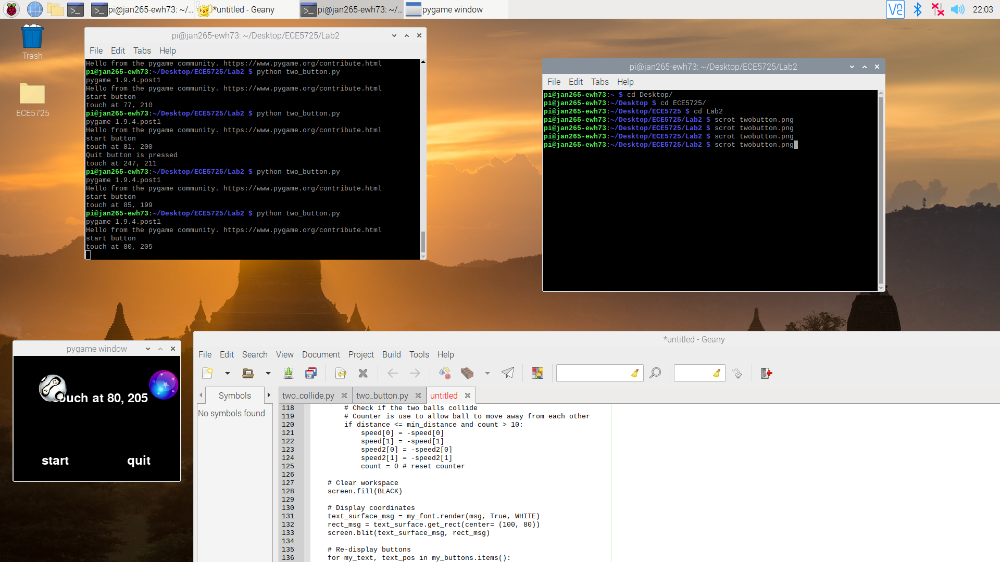 pi@jan265-ewh73: ~/...
*untitled - Geany
pi@jan265-ewh73: ~/...
pygame window
22:03
Trash
ECE5725
pi@jan265-ewh73: ~/Desktop/ECE5725/Lab2
File Edit Tabs Help
Hello from the pygame community. https://www.pygame.org/contribute.html
pi@jan265-ewh73:~/Desktop/ECE5725/Lab2 $ python two_button.py
pygame 1.9.4.post1
Hello from the pygame community. https://www.pygame.org/contribute.html
start button
touch at 77, 210
pi@jan265-ewh73:~/Desktop/ECE5725/Lab2 $ python two_button.py
pygame 1.9.4.post1
Hello from the pygame community. https://www.pygame.org/contribute.html
start button
touch at 81, 200
Quit button is pressed
touch at 247, 211
pi@jan265-ewh73:~/Desktop/ECE5725/Lab2 $ python two_button.py
pygame 1.9.4.post1
Hello from the pygame community. https://www.pygame.org/contribute.html
start button
touch at 85, 199
pi@jan265-ewh73:~/Desktop/ECE5725/Lab2 $ python two_button.py
pygame 1.9.4.post1
Hello from the pygame community. https://www.pygame.org/contribute.html
start button
touch at 80, 205
pi@jan265-ewh73: ~/Desktop/ECE5725/Lab2
File Edit Tabs Help
pi@jan265-ewh73:~ $ cd Desktop/
pi@jan265-ewh73:~/Desktop $ cd ECE5725/
pi@jan265-ewh73:~/Desktop/ECE5725 $ cd Lab2
pi@jan265-ewh73:~/Desktop/ECE5725/Lab2 $ scrot twobutton.png
pi@jan265-ewh73:~/Desktop/ECE5725/Lab2 $ scrot twobutton.png
pi@jan265-ewh73:~/Desktop/ECE5725/Lab2 $ scrot twobutton.png
pi@jan265-ewh73:~/Desktop/ECE5725/Lab2 $ scrot twobutton.png
pygame window
ouch at 80, 205
start quit
*untitled - Geany
File Edit Search View Document Project Build Tools Help
Symbols
No symbols found
two_collide.py two_button.py untitled
118 # Check if the two balls collide
119 # Counter is use to allow ball to move away from each other
120 if distance <= min_distance and count > 10:
121 speed[0] = -speed[0]
122 speed[1] = -speed[1]
123 speed2[0] = -speed2[0]
124 speed2[1] = -speed2[1]
125 count = 0 # reset counter
126
127 # Clear workspace
128 screen.fill(BLACK)
129
130 # Display coordinates
131 text_surface_msg = my_font.render(msg, True, WHITE)
132 rect_msg = text_surface.get_rect(center= (100, 80))
133 screen.blit(text_surface_msg, rect_msg)
134
135 # Re-display buttons
136 for my_text, text_pos in my_buttons.items():